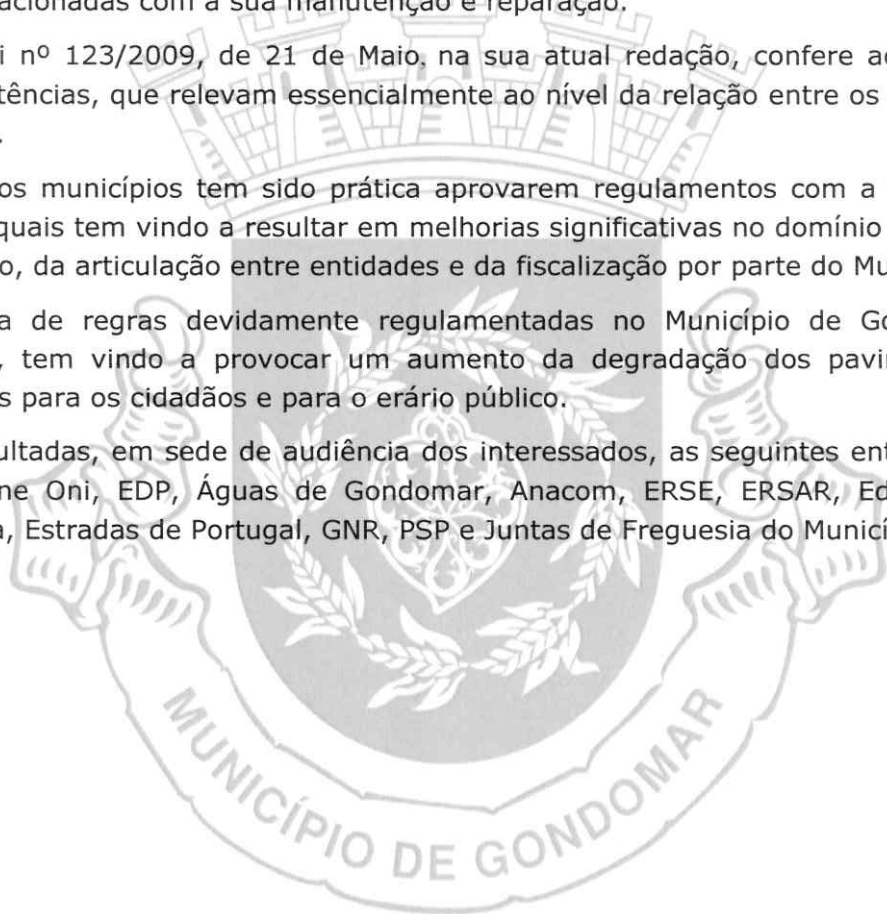 acionadas com a sua manutenção e reparação.
i nº 123/2009, de 21 de Maio, na sua atual redação, confere ac
tências, que relevam essencialmente ao nível da relação entre os
.
os municípios tem sido prática aprovarem regulamentos com a
quais tem vindo a resultar em melhorias significativas no domínio
o, da articulação entre entidades e da fiscalização por parte do Mu
a de regras devidamente regulamentadas no Município de Go
, tem vindo a provocar um aumento da degradação dos pavir
s para os cidadãos e para o erário público.
ultadas, em sede de audiência dos interessados, as seguintes ent
ne Oni, EDP, Águas de Gondomar, Anacom, ERSE, ERSAR, Ed
a, Estradas de Portugal, GNR, PSP e Juntas de Freguesia do Municí
MUNICÍPIO DE GONDOMAR